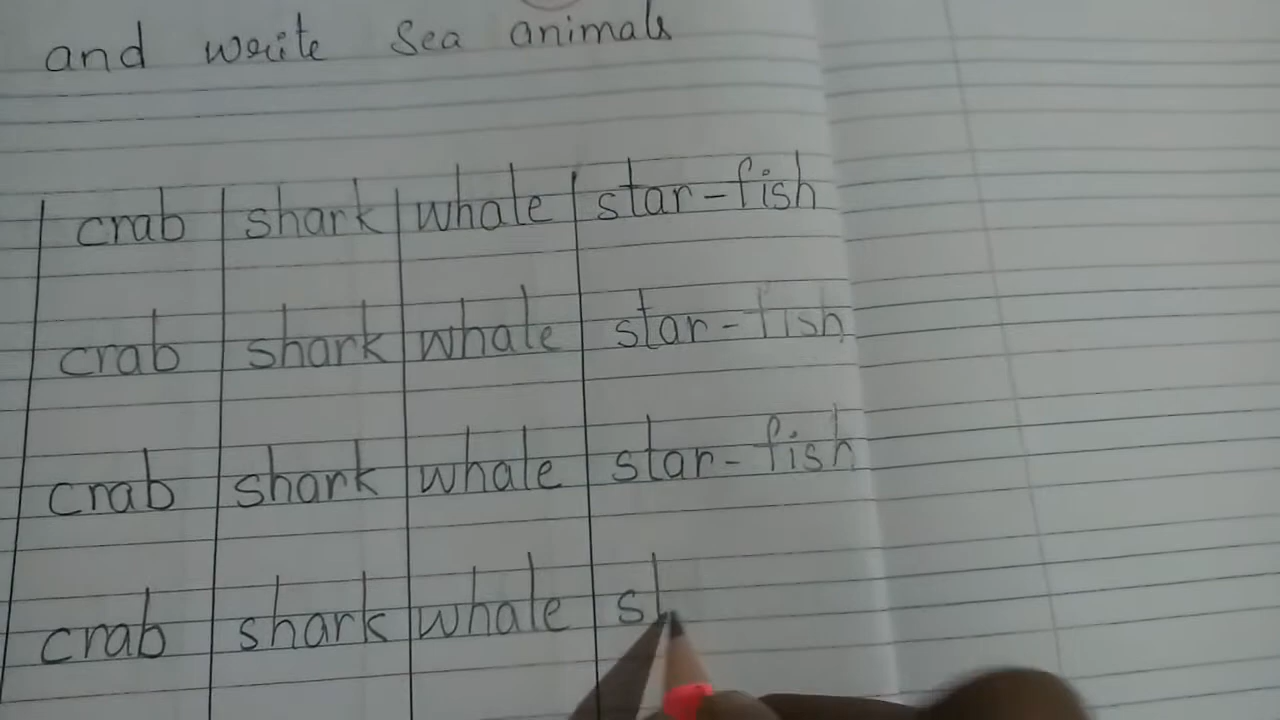 and write Sea animals
crab shark whale star-fish
crab shark whale star-fish
crab shark whale star-fish
crab shark whale st